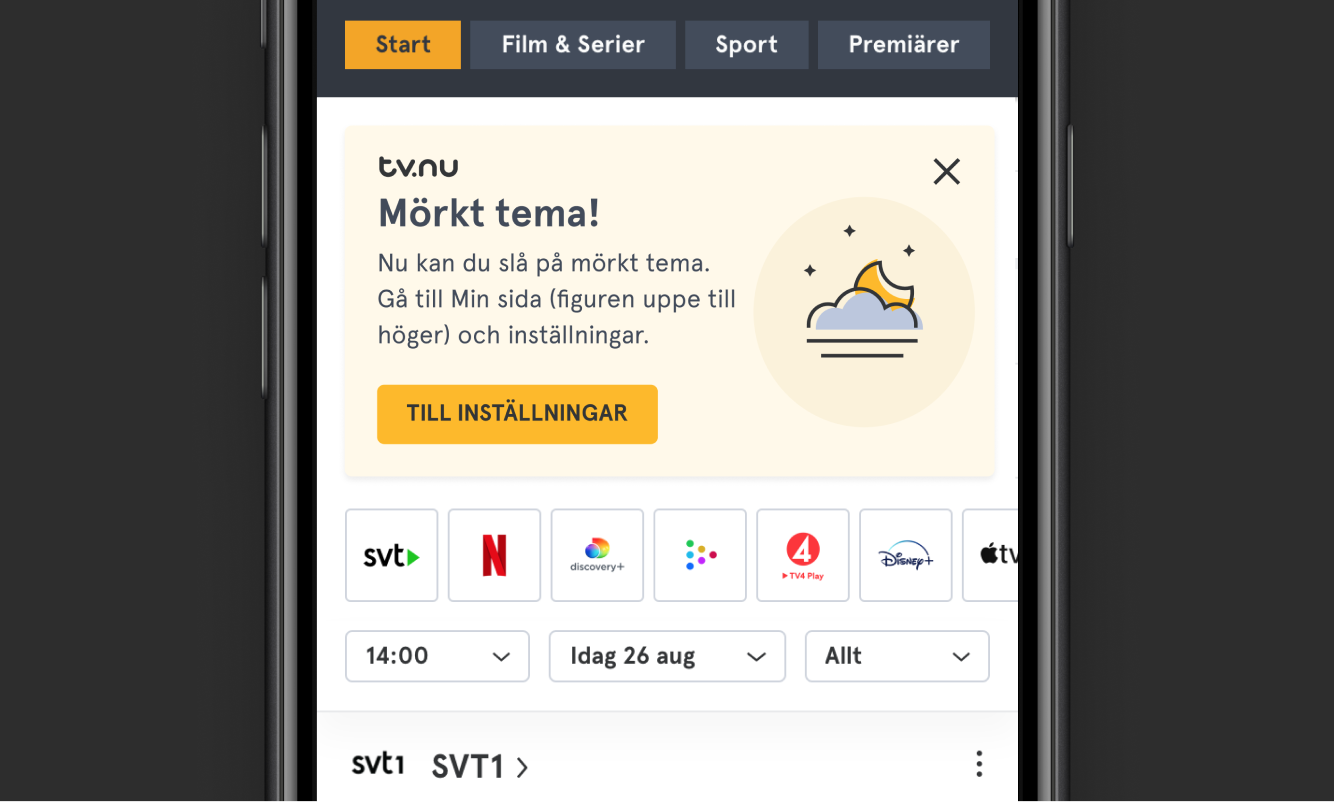 Start
Film & Serier
Sport
Premiärer
tv.nu
Mörkt tema!
Nu kan du slå på mörkt tema.
Gå till Min sida (figuren uppe till
höger) och inställningar.
TILL INSTÄLLNINGAR
svt
N
discovery+
4
TV4 Play
Disney+
tv
14:00
Idag 26 aug
Allt
svt1
SVT1